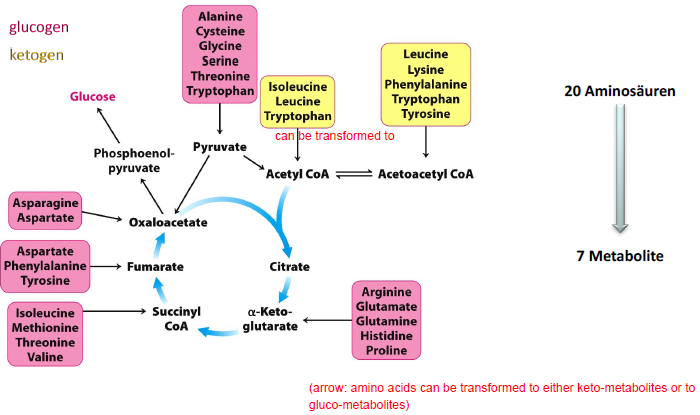 glucogen
ketogen
Alanine
Cysteine
Glycine
Serine
Threonine
Tryptophan
Isoleucine
Leucine
Tryptophan
Leucine
Lysine
Phenylalanine
Tryptophan
Tyrosine
20 Aminosäuren
7 Metabolite
Glucose
can be transformed to
Phosphoenol-
pyruvate
Pyruvate
Acetyl CoA
Acetoacetyl CoA
Asparagine
Aspartate
Oxaloacetate
Aspartate
Phenylalanine
Tyrosine
Fumarate
Citrate
Isoleucine
Methionine
Threonine
Valine
Succinyl
CoA
α-Keto-
glutarate
Arginine
Glutamate
Glutamine
Histidine
Proline
(arrow: amino acids can be transformed to either keto-metabolites or to
gluco-metabolites)